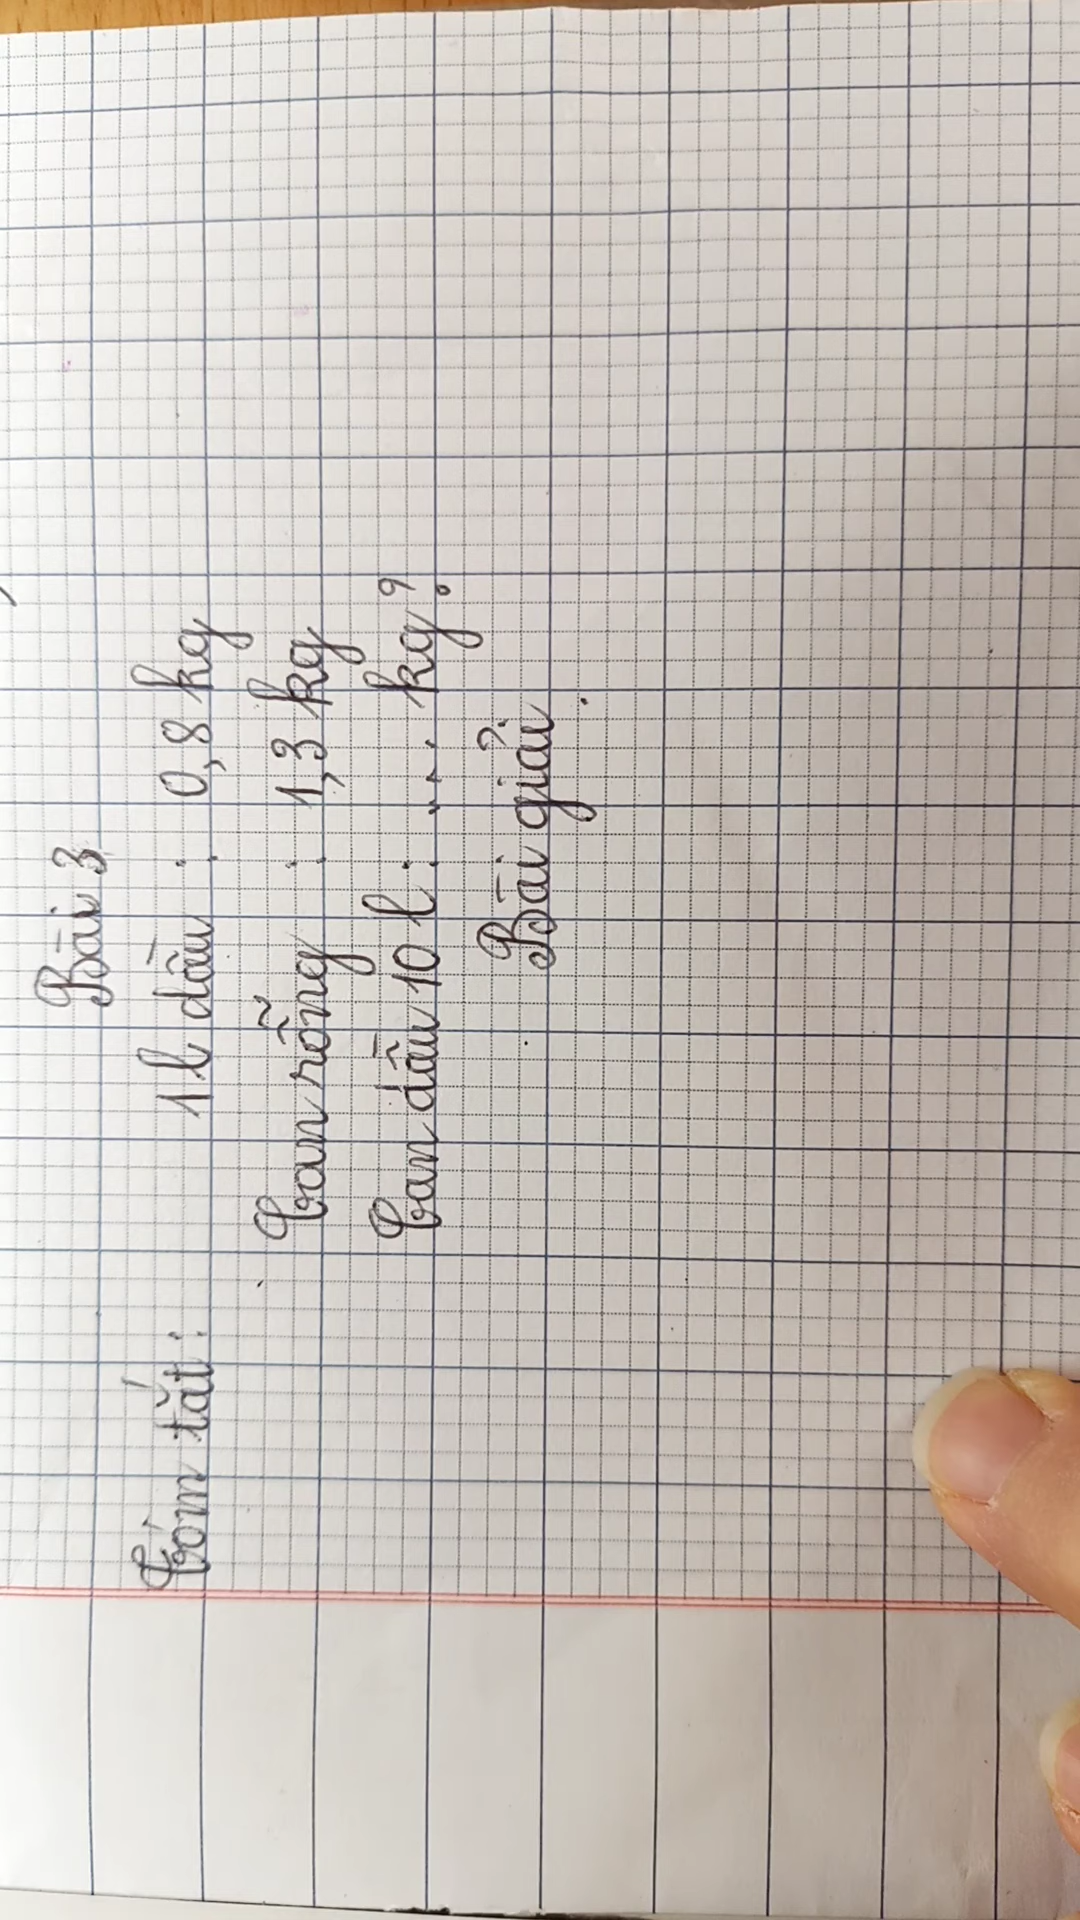 Bài 3
Tóm tắt: 1l dầu : 0,8 kg
Can rỗng : 1,3 kg
Can dầu 10 l : ... kg?
Bài giải